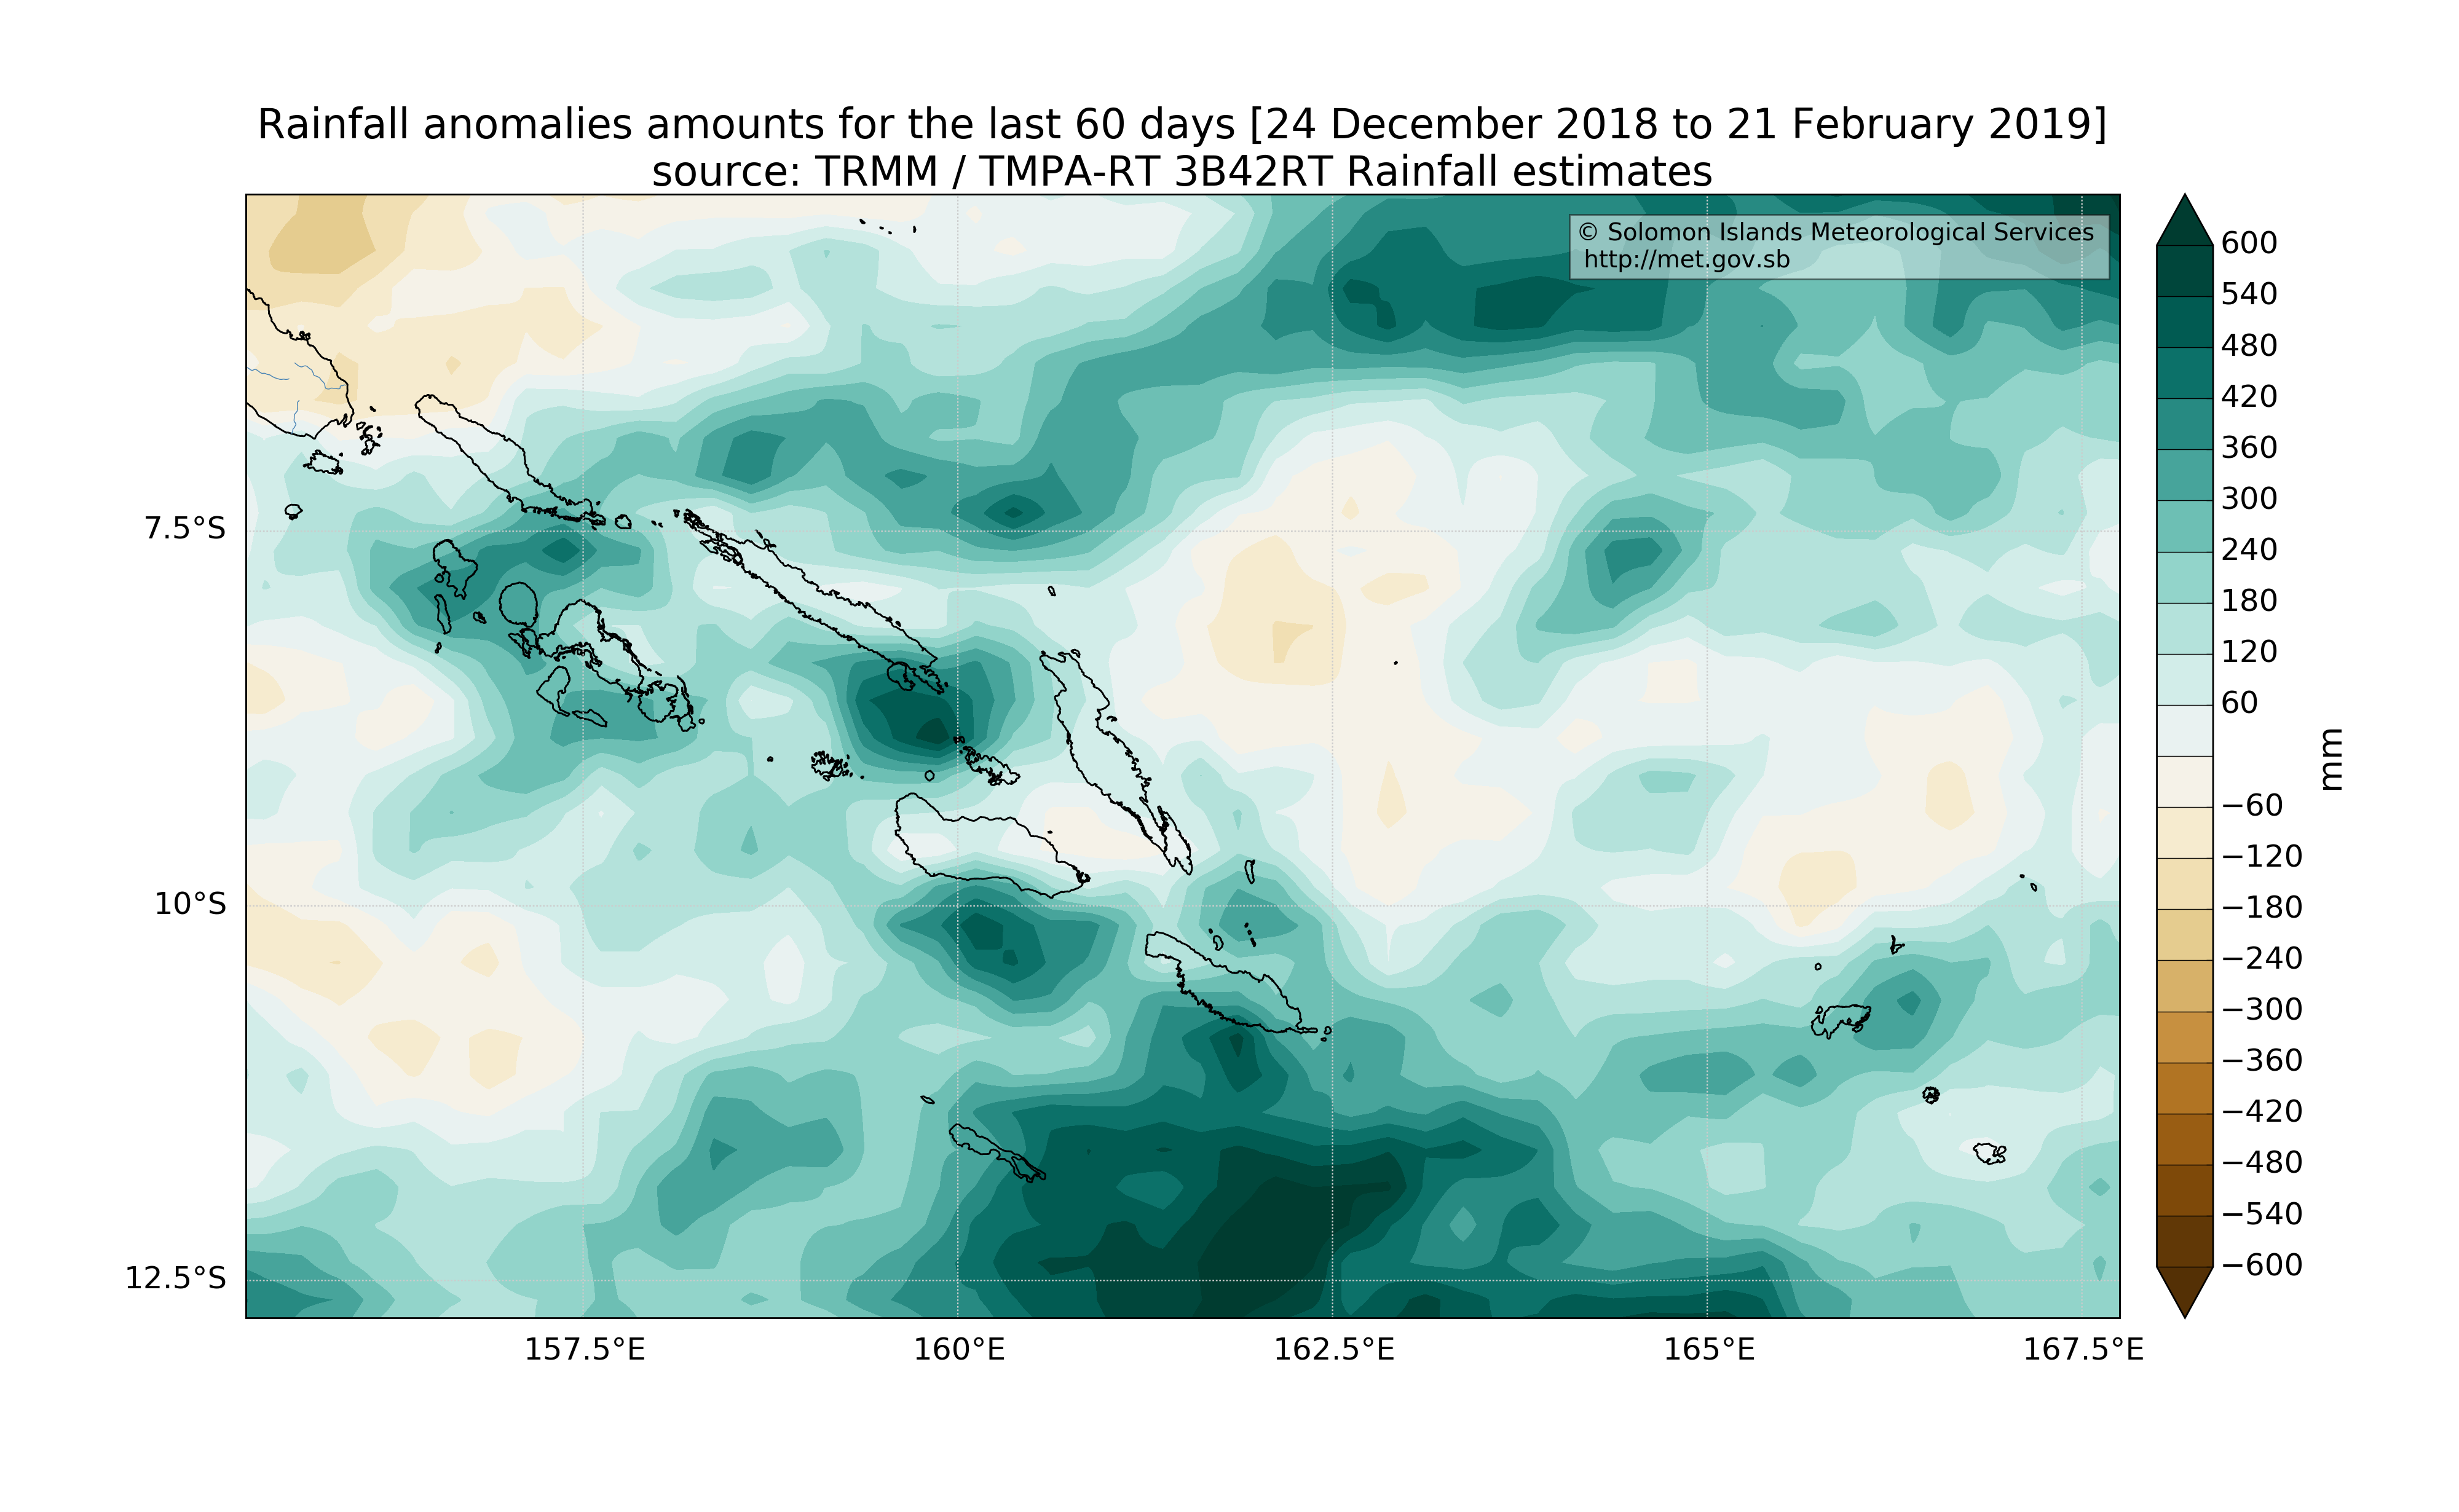 Rainfall anomalies amounts for the last 60 days [24 December 2018 to 21 February 2019]
source: TRMM / TMPA-RT 3B42RT Rainfall estimates
© Solomon Islands Meteorological Services
http://met.gov.sb
7.5°S
10°S
12.5°S
157.5°E
160°E
162.5°E
165°E
167.5°E
600
540
480
420
360
300
240
180
120
60
−60
−120
−180
−240
−300
−360
−420
−480
−540
−600
mm